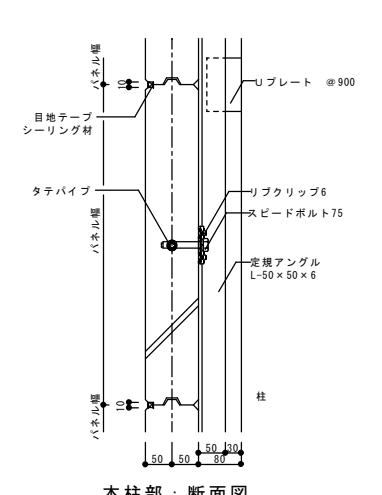 パネル幅
10
Uプレート ＠900
目地テープ
シーリング材
タテパイプ
リブクリップ6
スピードボルト75
パネル幅
定規アングル
L-50×50×6
柱
10
パネル幅
50 30
50 50 80
本柱部：断面図